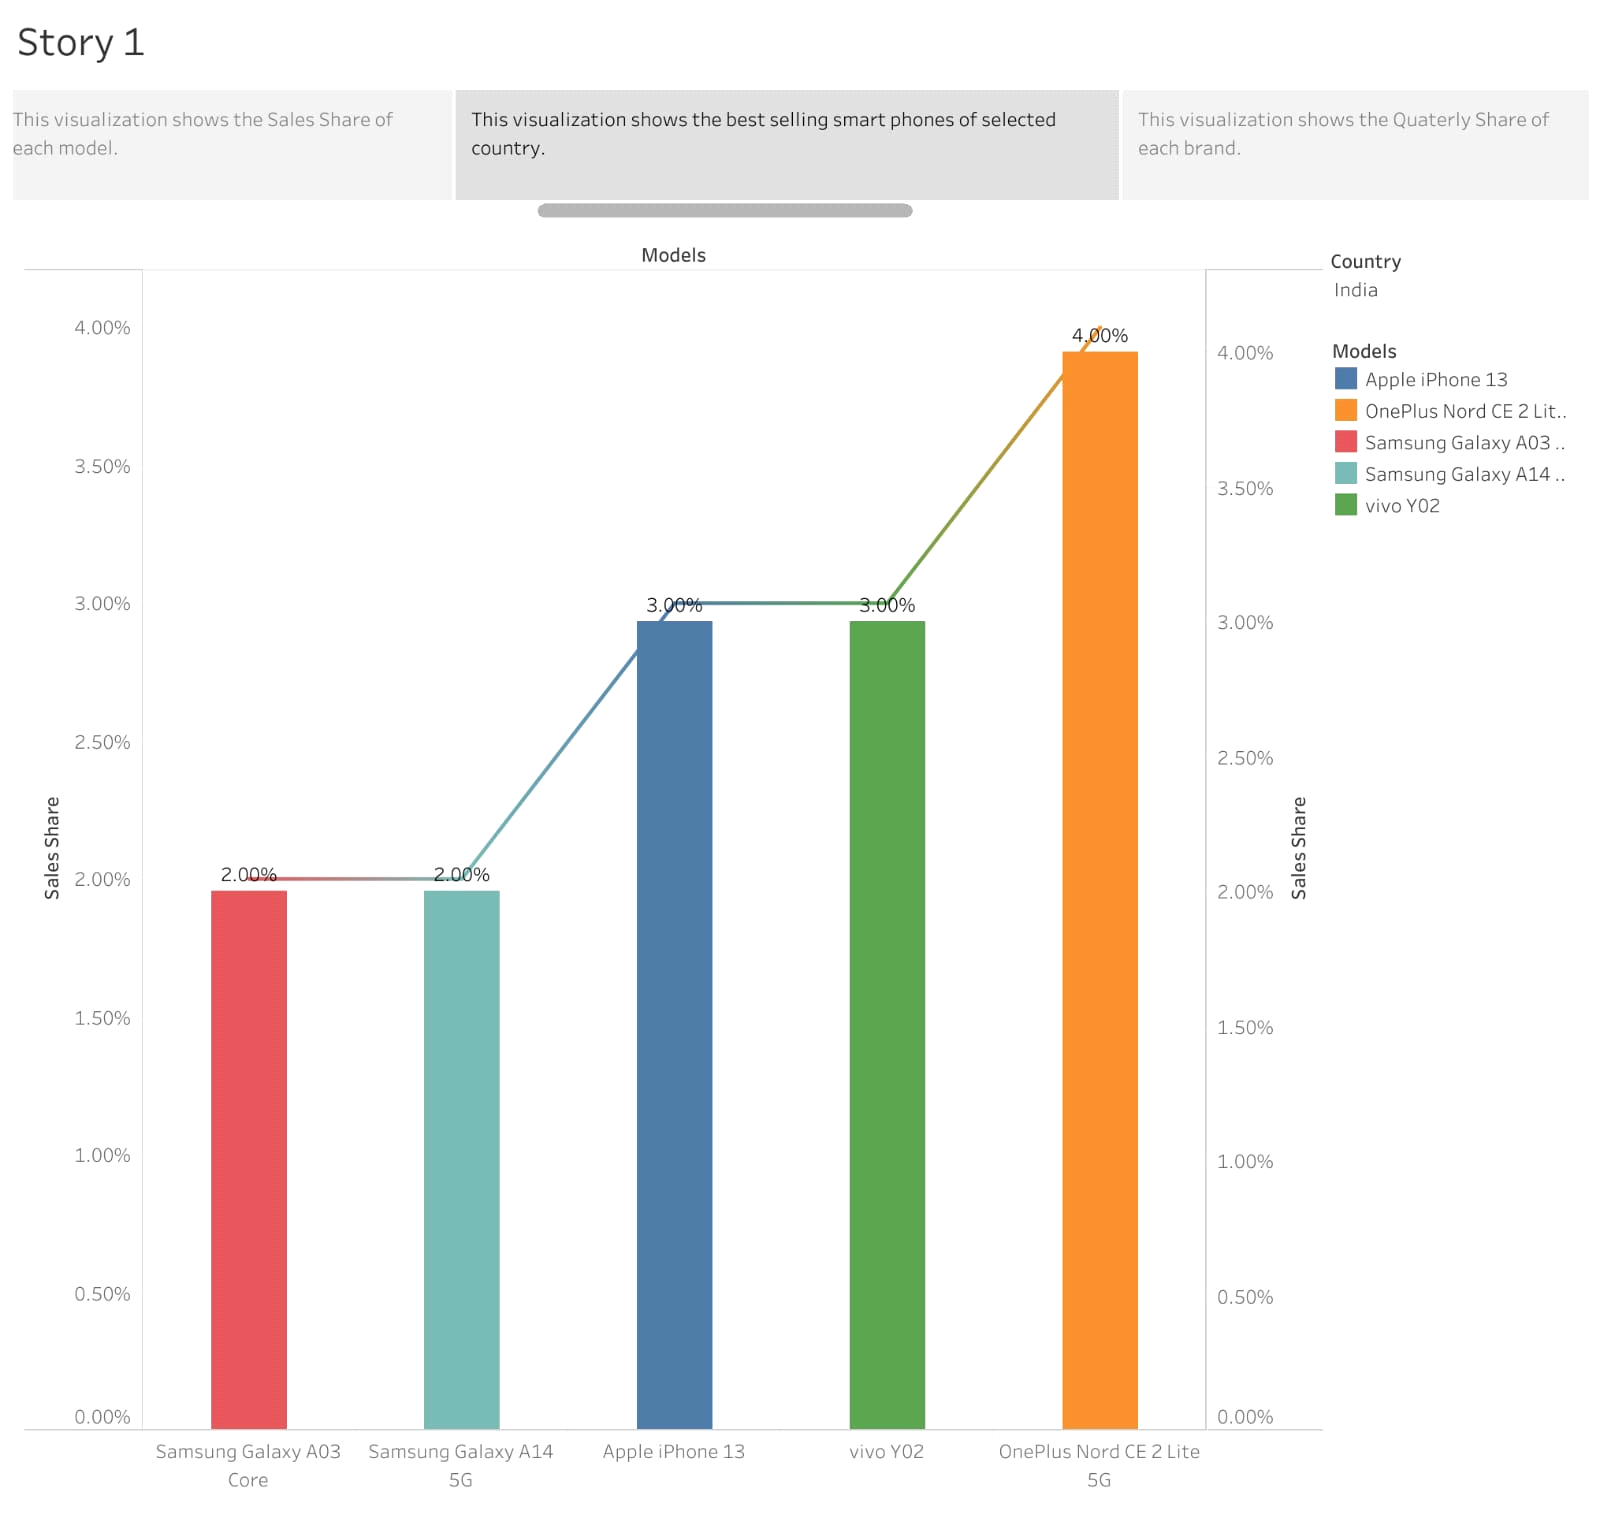 Story 1
This visualization shows the Sales Share of
each model.
This visualization shows the best selling smart phones of selected
country.
This visualization shows the Quaterly Share of
each brand.
Models
Country
India
Models
Apple iPhone 13
OnePlus Nord CE 2 Lit..
Samsung Galaxy A03 ..
Samsung Galaxy A14 ..
vivo Y02
Sales Share
4.00%
3.50%
3.00%
2.50%
2.00%
1.50%
1.00%
0.50%
0.00%
2.00%
2.00%
3.00%
3.00%
4.00%
4.00%
3.50%
3.00%
2.50%
2.00%
1.50%
1.00%
0.50%
0.00%
Sales Share
Samsung Galaxy A03
Core
Samsung Galaxy A14
5G
Apple iPhone 13
vivo Y02
OnePlus Nord CE 2 Lite
5G